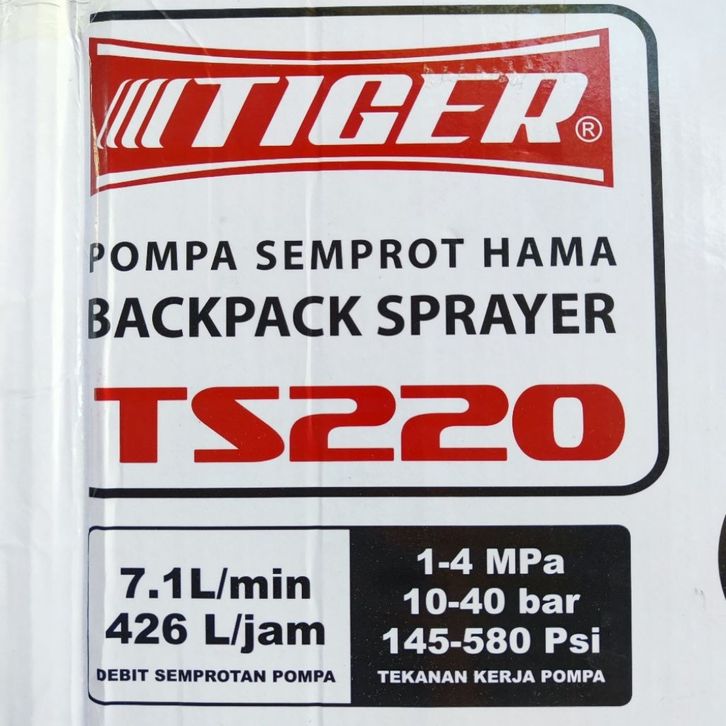 TIGER®
POMPA SEMPROT HAMA
BACKPACK SPRAYER
TS220
7.1L/min
426 L/jam
DEBIT SEMPROTAN POMPA
1-4 MPa
10-40 bar
145-580 Psi
TEKANAN KERJA POMPA